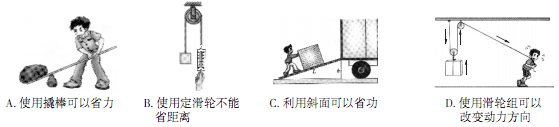 A. 使用撬棒可以省力
B. 使用定滑轮不能
省距离
C. 利用斜面可以省功
D. 使用滑轮组可以
改变动力方向